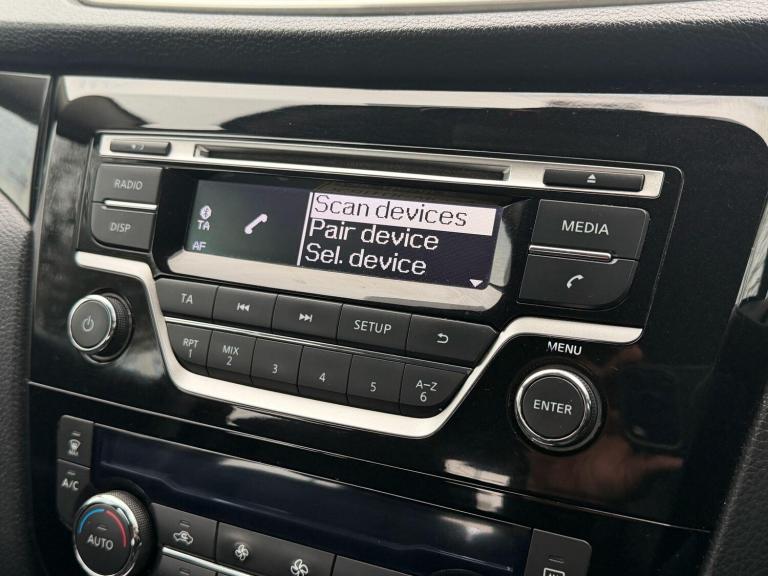 RADIO
DISP
TA
AF
Scan devices
Pair device
Sel. device
MEDIA
TA
SETUP
RPT
1
MIX
2
3
4
5
A–Z
6
MENU
ENTER
MAX
A/C
AUTO